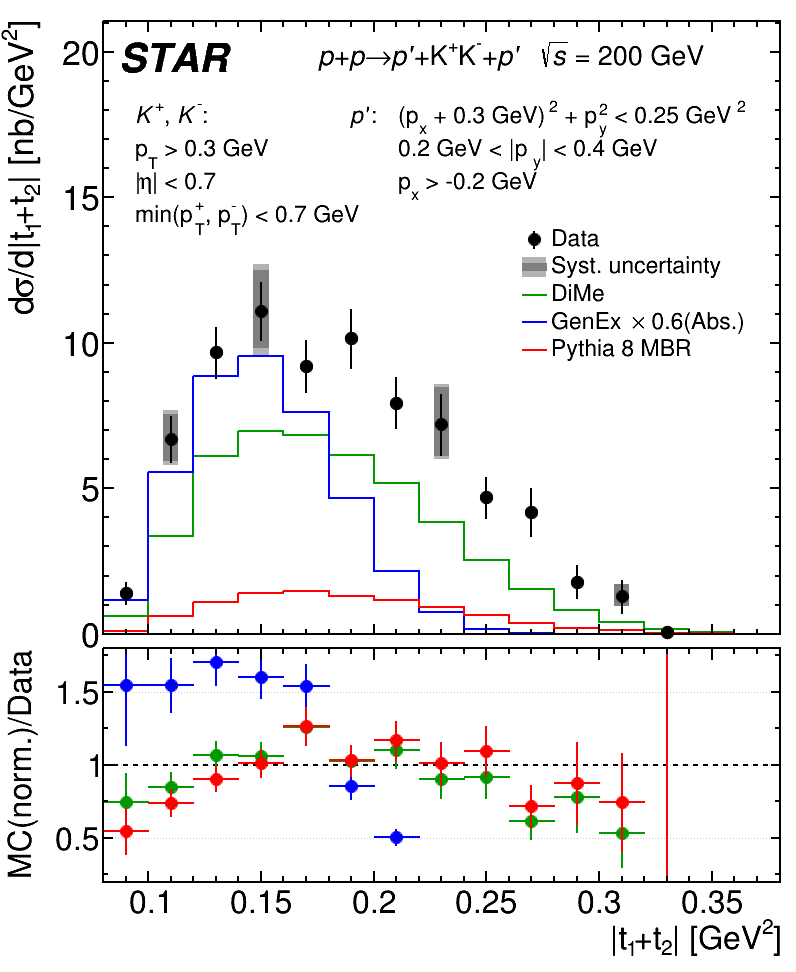 STAR p+p→p′+K⁺K⁻+p′ √s = 200 GeV
K⁺, K⁻: p′: (pₓ + 0.3 GeV)² + p_y² < 0.25 GeV²
p_T > 0.3 GeV 0.2 GeV < |p_y| < 0.4 GeV
|η| < 0.7 pₓ > -0.2 GeV
min(p_T⁺, p_T⁻) < 0.7 GeV
Data
Syst. uncertainty
DiMe
GenEx × 0.6(Abs.)
Pythia 8 MBR
dσ/d|t₁+t₂| [nb/GeV²]
20
15
10
5
0
MC(norm.)/Data
1.5
1
0.5
0.1 0.15 0.2 0.25 0.3 0.35
|t₁+t₂| [GeV²]